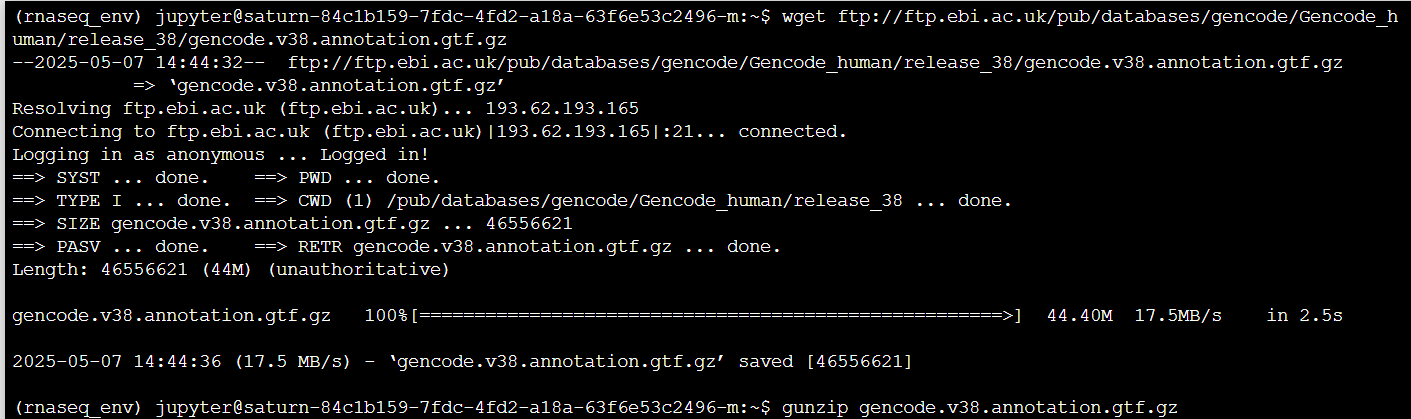 (rnaseq_env) jupyter@saturn-84c1b159-7fdc-4fd2-a18a-63f6e53c2496-m:~$ wget ftp://ftp.ebi.ac.uk/pub/databases/gencode/Gencode_h
uman/release_38/gencode.v38.annotation.gtf.gz
--2025-05-07 14:44:32--  ftp://ftp.ebi.ac.uk/pub/databases/gencode/Gencode_human/release_38/gencode.v38.annotation.gtf.gz
           => ‘gencode.v38.annotation.gtf.gz’
Resolving ftp.ebi.ac.uk (ftp.ebi.ac.uk)... 193.62.193.165
Connecting to ftp.ebi.ac.uk (ftp.ebi.ac.uk)|193.62.193.165|:21... connected.
Logging in as anonymous ... Logged in!
==> SYST ... done.    ==> PWD ... done.
==> TYPE I ... done.  ==> CWD (1) /pub/databases/gencode/Gencode_human/release_38 ... done.
==> SIZE gencode.v38.annotation.gtf.gz ... 46556621
==> PASV ... done.    ==> RETR gencode.v38.annotation.gtf.gz ... done.
Length: 46556621 (44M) (unauthoritative)
gencode.v38.annotation.gtf.gz   100%[=====================================================>]  44.40M  17.5MB/s    in 2.5s
2025-05-07 14:44:36 (17.5 MB/s) - ‘gencode.v38.annotation.gtf.gz’ saved [46556621]
(rnaseq_env) jupyter@saturn-84c1b159-7fdc-4fd2-a18a-63f6e53c2496-m:~$ gunzip gencode.v38.annotation.gtf.gz